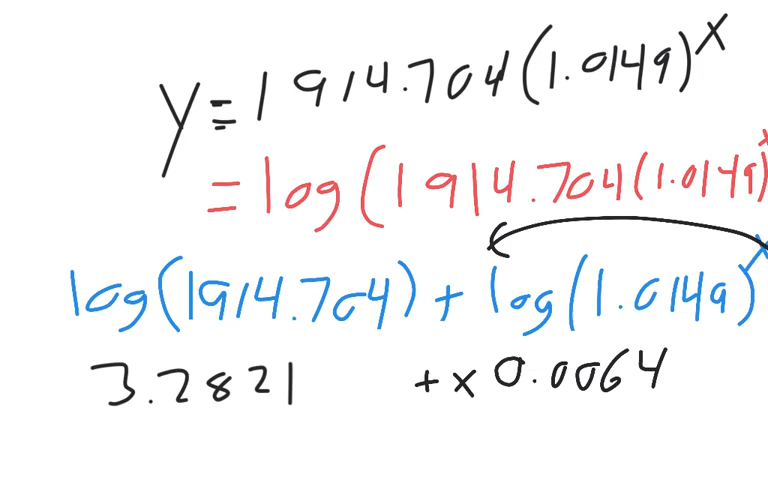 y = 1914.704(1.0149)^x
= log(1914.704(1.0149)^x
log(1914.704) + log(1.0149)^x
3.2821 + x 0.0064